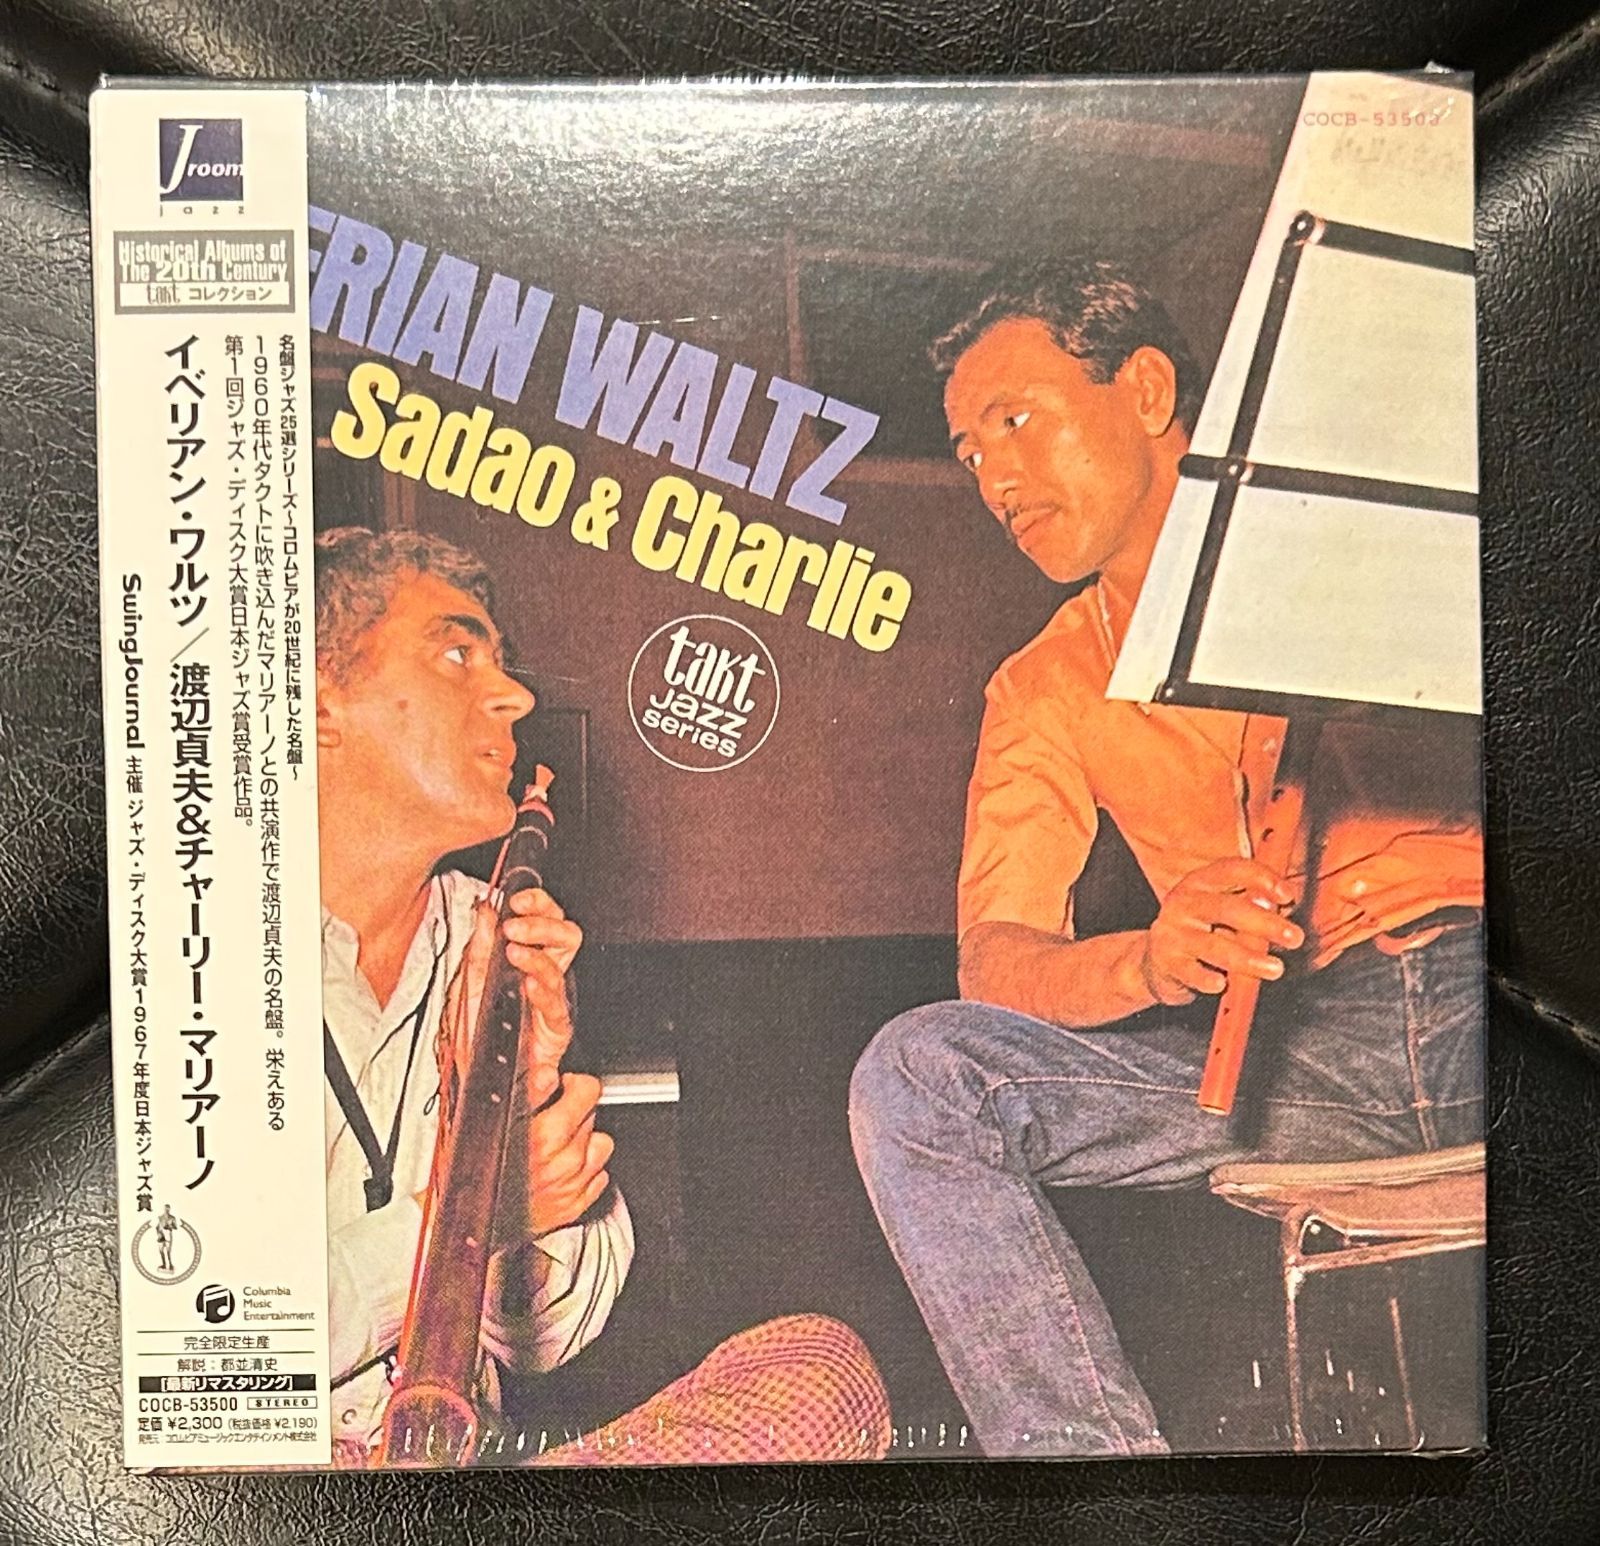 Jroom
jazz
Historical Albums of
The 20th Century
takt コレクション
名盤ジャズ25選シリーズ〜コロムビアが20世紀に残した名盤〜
1960年代タクトに吹き込んだマリアーノとの共演作で渡辺貞夫の名盤。栄えある
第1回ジャズ・ディスク大賞日本ジャズ賞受賞作品。
イベリアン・ワルツ／渡辺貞夫&チャーリー・マリアーノ
SwingJournal 主催 ジャズ・ディスク大賞1967年度日本ジャズ賞
Columbia
Music
Entertainment
完全限定生産
解説：都並清史
[最新リマスタリング]
COCB-53500 STEREO
定価 ¥2,300 (税抜価格 ¥2,190)
発売元 コロムビアミュージックエンタテインメント株式会社
COCB-53500
ERIAN WALTZ
Sadao & Charlie
takt
jazz
series